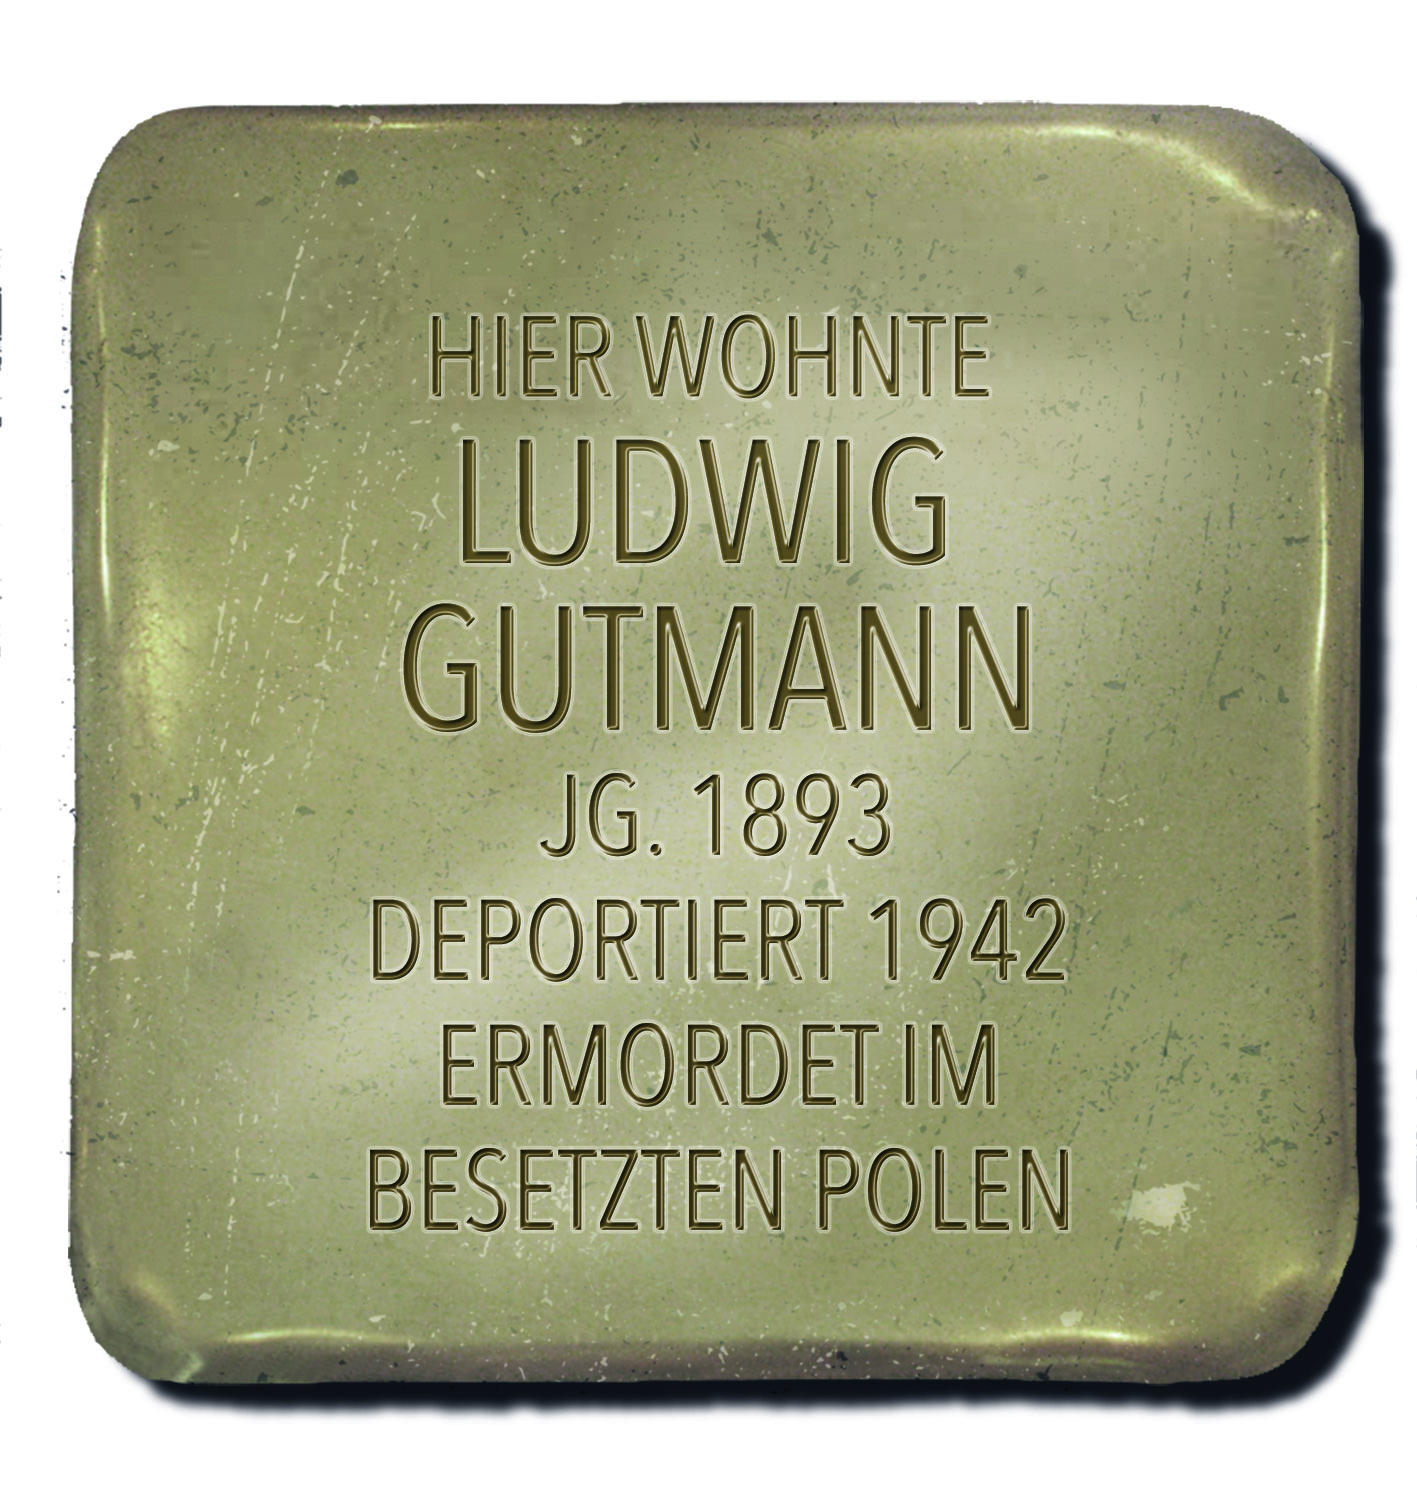 HIER WOHNTE
LUDWIG
GUTMANN
JG. 1893
DEPORTIERT 1942
ERMORDET IM
BESETZTEN POLEN